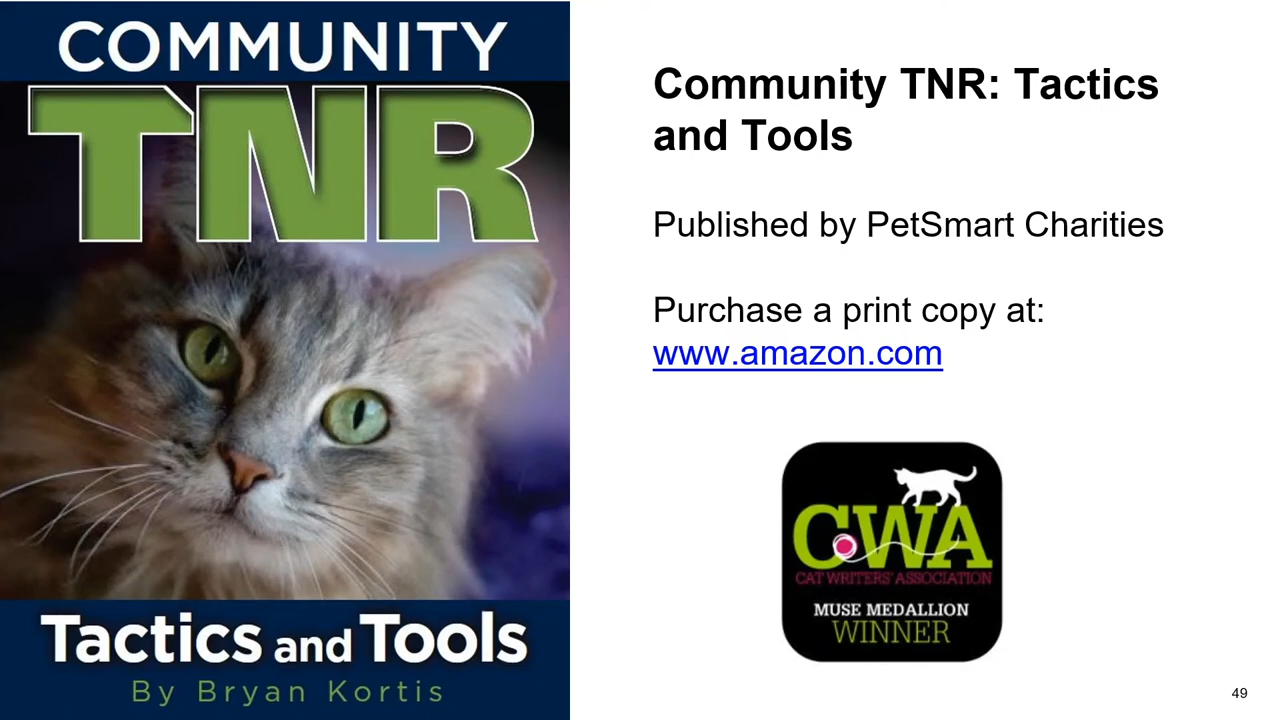 COMMUNITY
TNR
Tactics and Tools
By Bryan Kortis
Community TNR: Tactics
and Tools
Published by PetSmart Charities
Purchase a print copy at:
www.amazon.com
CWA
CAT WRITERS' ASSOCIATION
MUSE MEDALLION
WINNER
49